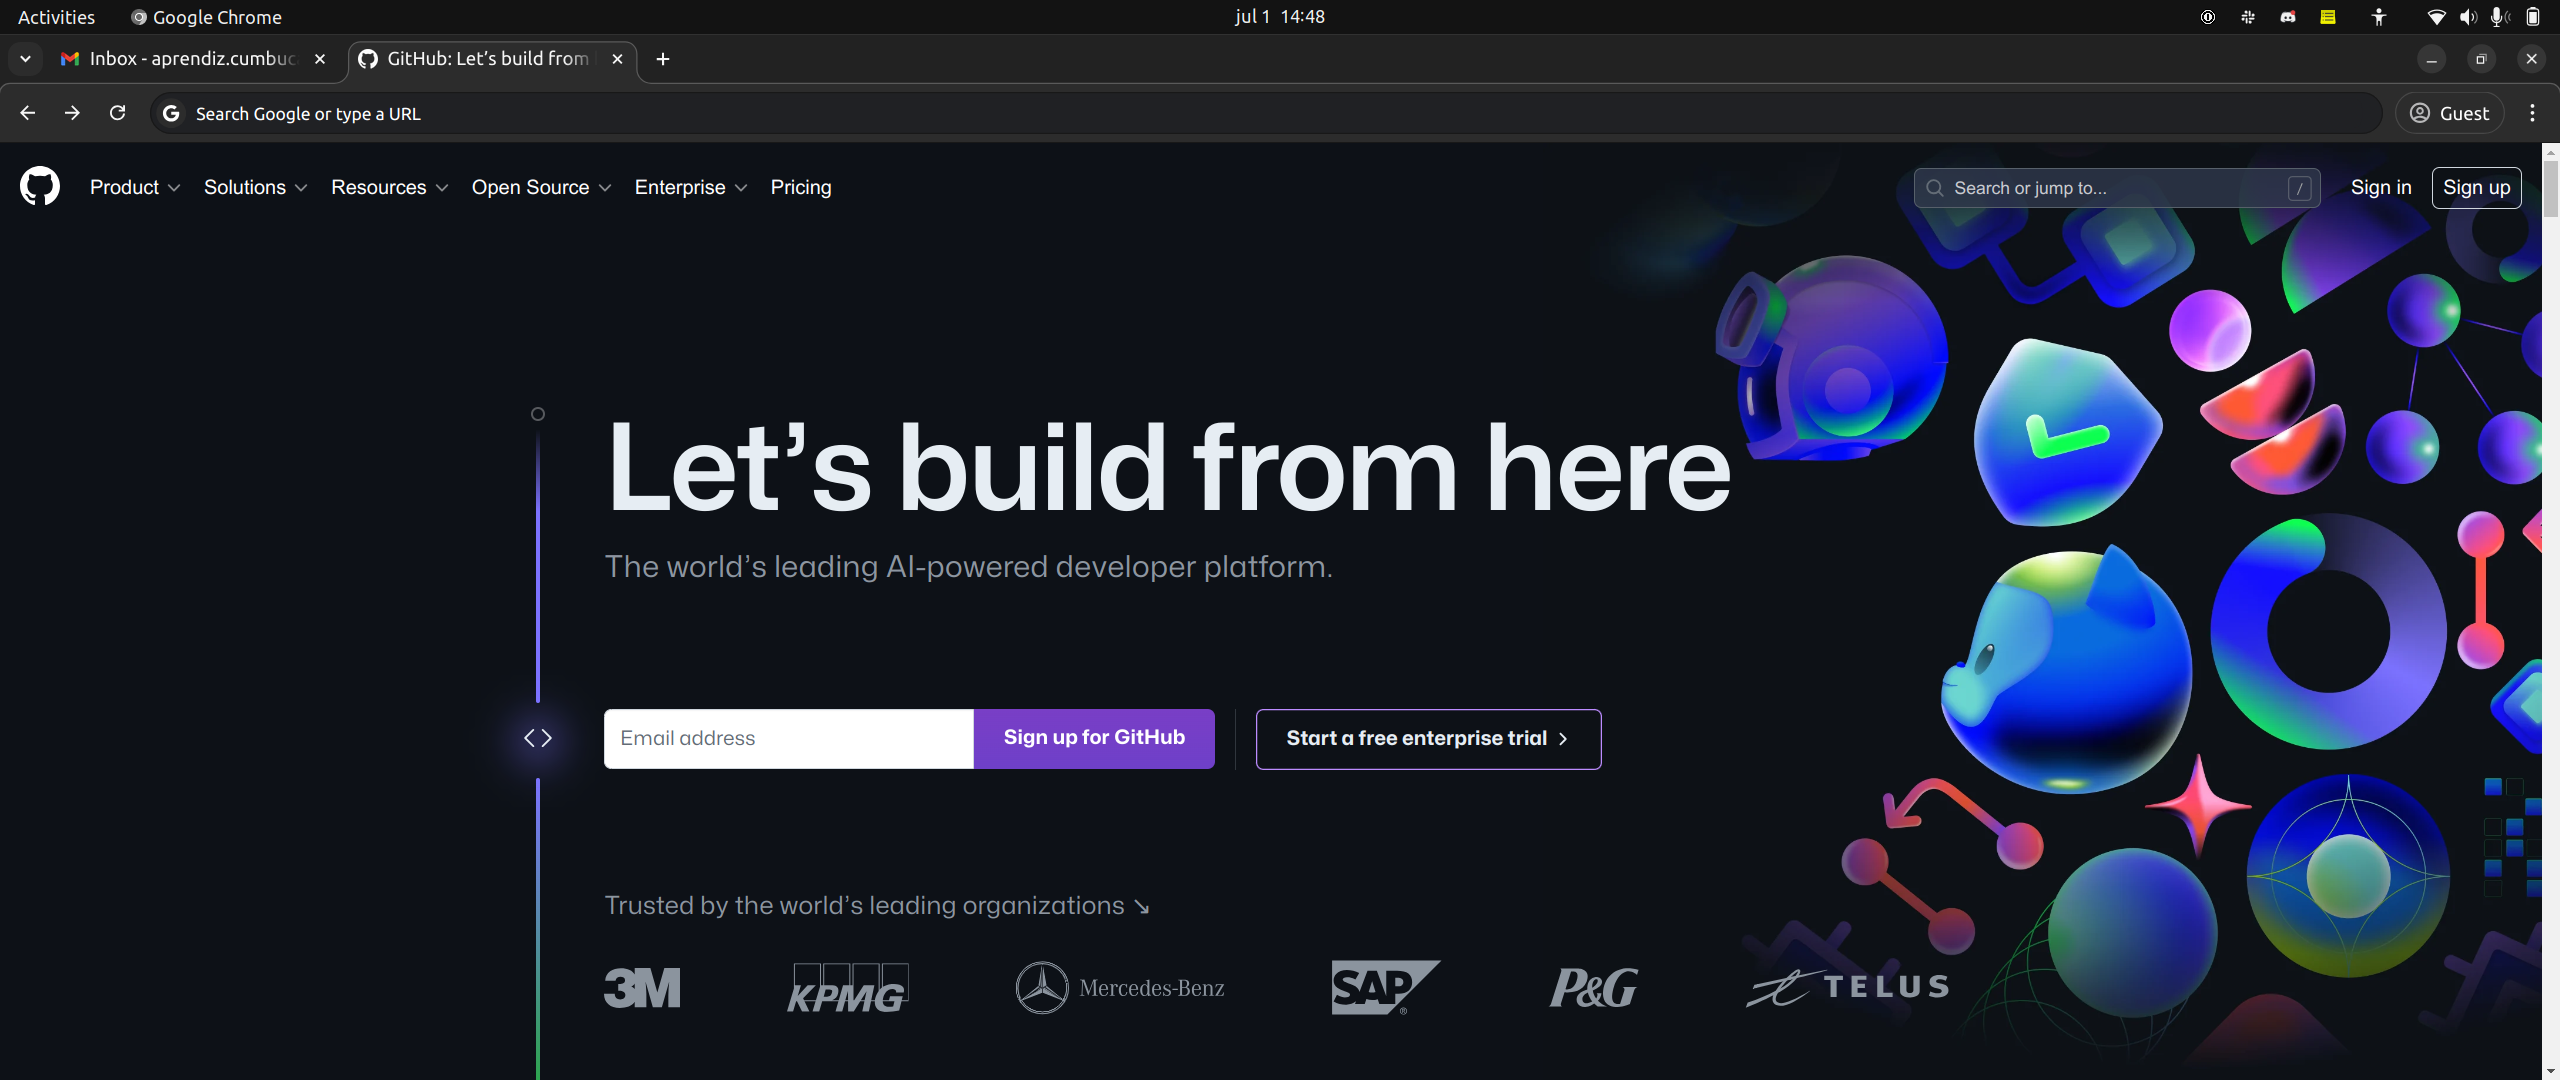 Activities
Google Chrome
jul 1 14:48
Inbox - aprendiz.cumbuc
GitHub: Let’s build from
Search Google or type a URL
Guest
Product
Solutions
Resources
Open Source
Enterprise
Pricing
Search or jump to...
/
Sign in
Sign up
Let’s build from here
The world’s leading AI-powered developer platform.
Email address
Sign up for GitHub
Start a free enterprise trial
Trusted by the world’s leading organizations ↘
3M
KPMG
Mercedes-Benz
SAP
®
P&G
TELUS